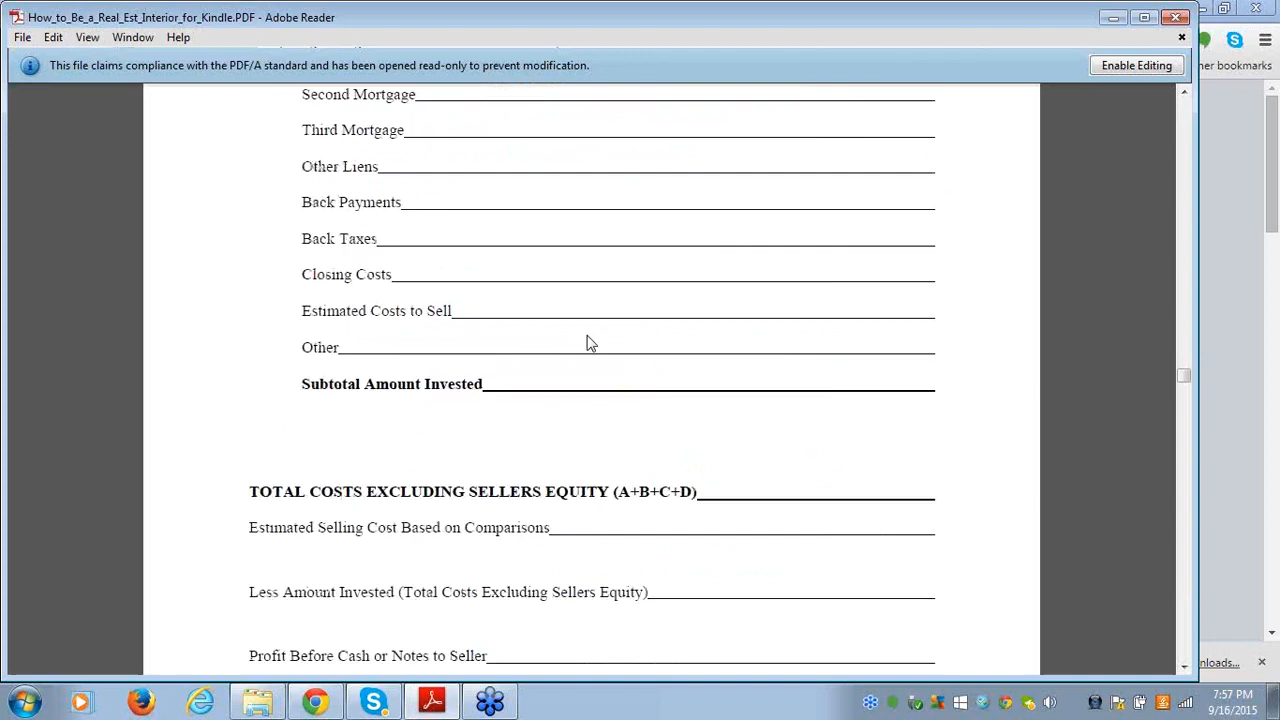 How_to_Be_a_Real_Est_Interior_for_Kindle.PDF - Adobe Reader
File Edit View Window Help
This file claims compliance with the PDF/A standard and has been opened read-only to prevent modification.
Enable Editing
er bookmarks
Second Mortgage
Third Mortgage
Other Liens
Back Payments
Back Taxes
Closing Costs
Estimated Costs to Sell
Other
Subtotal Amount Invested
TOTAL COSTS EXCLUDING SELLERS EQUITY (A+B+C+D)
Estimated Selling Cost Based on Comparisons
Less Amount Invested (Total Costs Excluding Sellers Equity)
nloads...
Profit Before Cash or Notes to Seller
7:57 PM
9/16/2015